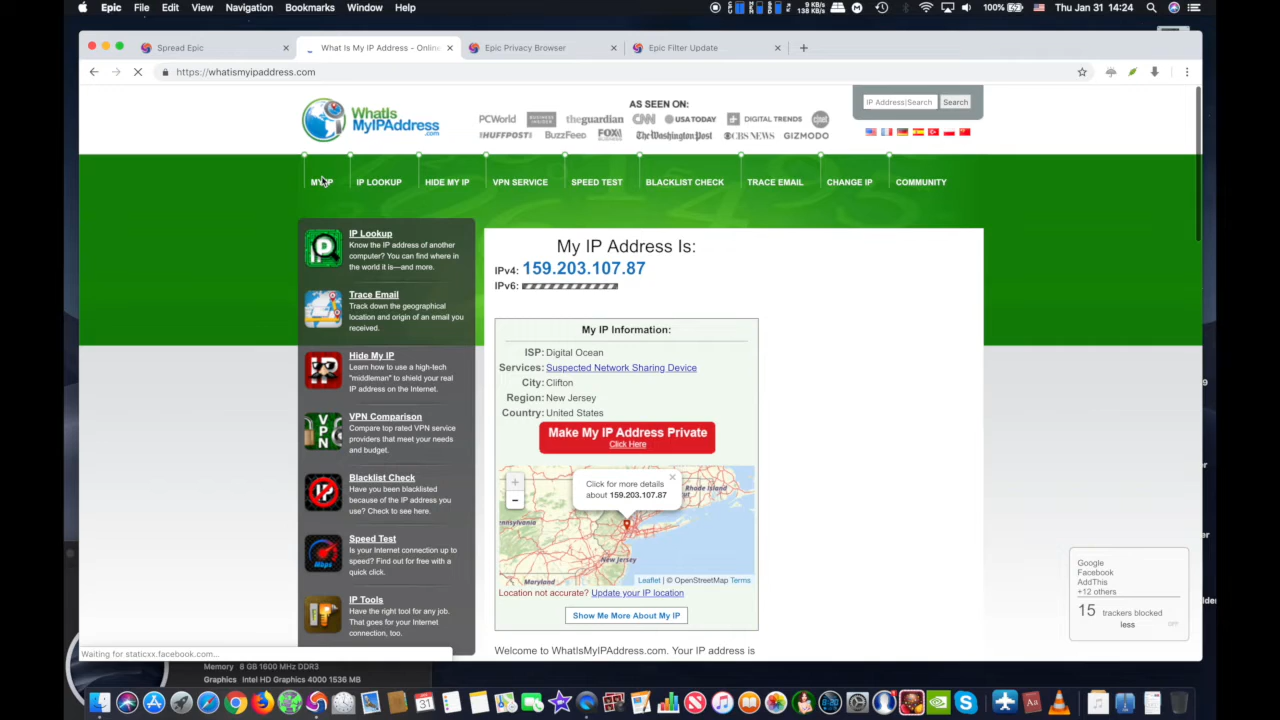 Epic File Edit View Navigation Bookmarks Window Help
9 KB/s
138 KB/s
100% Thu Jan 31 14:24
Spread Epic
What Is My IP Address - Online
Epic Privacy Browser
Epic Filter Update
https://whatismyipaddress.com
WhatIs
MyIPAddress
.com
AS SEEN ON:
PCWorld BUSINESS INSIDER theguardian CNN USA TODAY DIGITAL TRENDS cnet
HUFFPOST BuzzFeed FOX The Washington Post CBS NEWS GIZMODO
IP Address|Search Search
MY IP IP LOOKUP HIDE MY IP VPN SERVICE SPEED TEST BLACKLIST CHECK TRACE EMAIL CHANGE IP COMMUNITY
IP Lookup
Know the IP address of another
computer? You can find where in
the world it is—and more.
Trace Email
Track down the geographical
location and origin of an email you
received.
Hide My IP
Learn how to use a high-tech
"middleman" to shield your real
IP address on the Internet.
VPN Comparison
Compare top rated VPN service
providers that meet your needs
and budget.
Blacklist Check
Have you been blacklisted
because of the IP address you
use? Check to see here.
Speed Test
Is your Internet connection up to
speed? Find out for free with a
quick click.
IP Tools
Have the right tool for any job.
That goes for your Internet
connection, too.
My IP Address Is:
IPv4: 159.203.107.87
IPv6:
My IP Information:
ISP: Digital Ocean
Services: Suspected Network Sharing Device
City: Clifton
Region: New Jersey
Country: United States
Make My IP Address Private
Click Here
Click for more details
about 159.203.107.87
Rhode Island
nnsylvania
New Jersey
Maryland
Leaflet | © OpenStreetMap Terms
Location not accurate? Update your IP location
Show Me More About My IP
Welcome to WhatIsMyIPAddress.com. Your IP address is
Google
Facebook
AddThis
+12 others
15 trackers blocked
less
epic
Waiting for staticxx.facebook.com...
Memory 8 GB 1600 MHz DDR3
Graphics Intel HD Graphics 4000 1536 MB